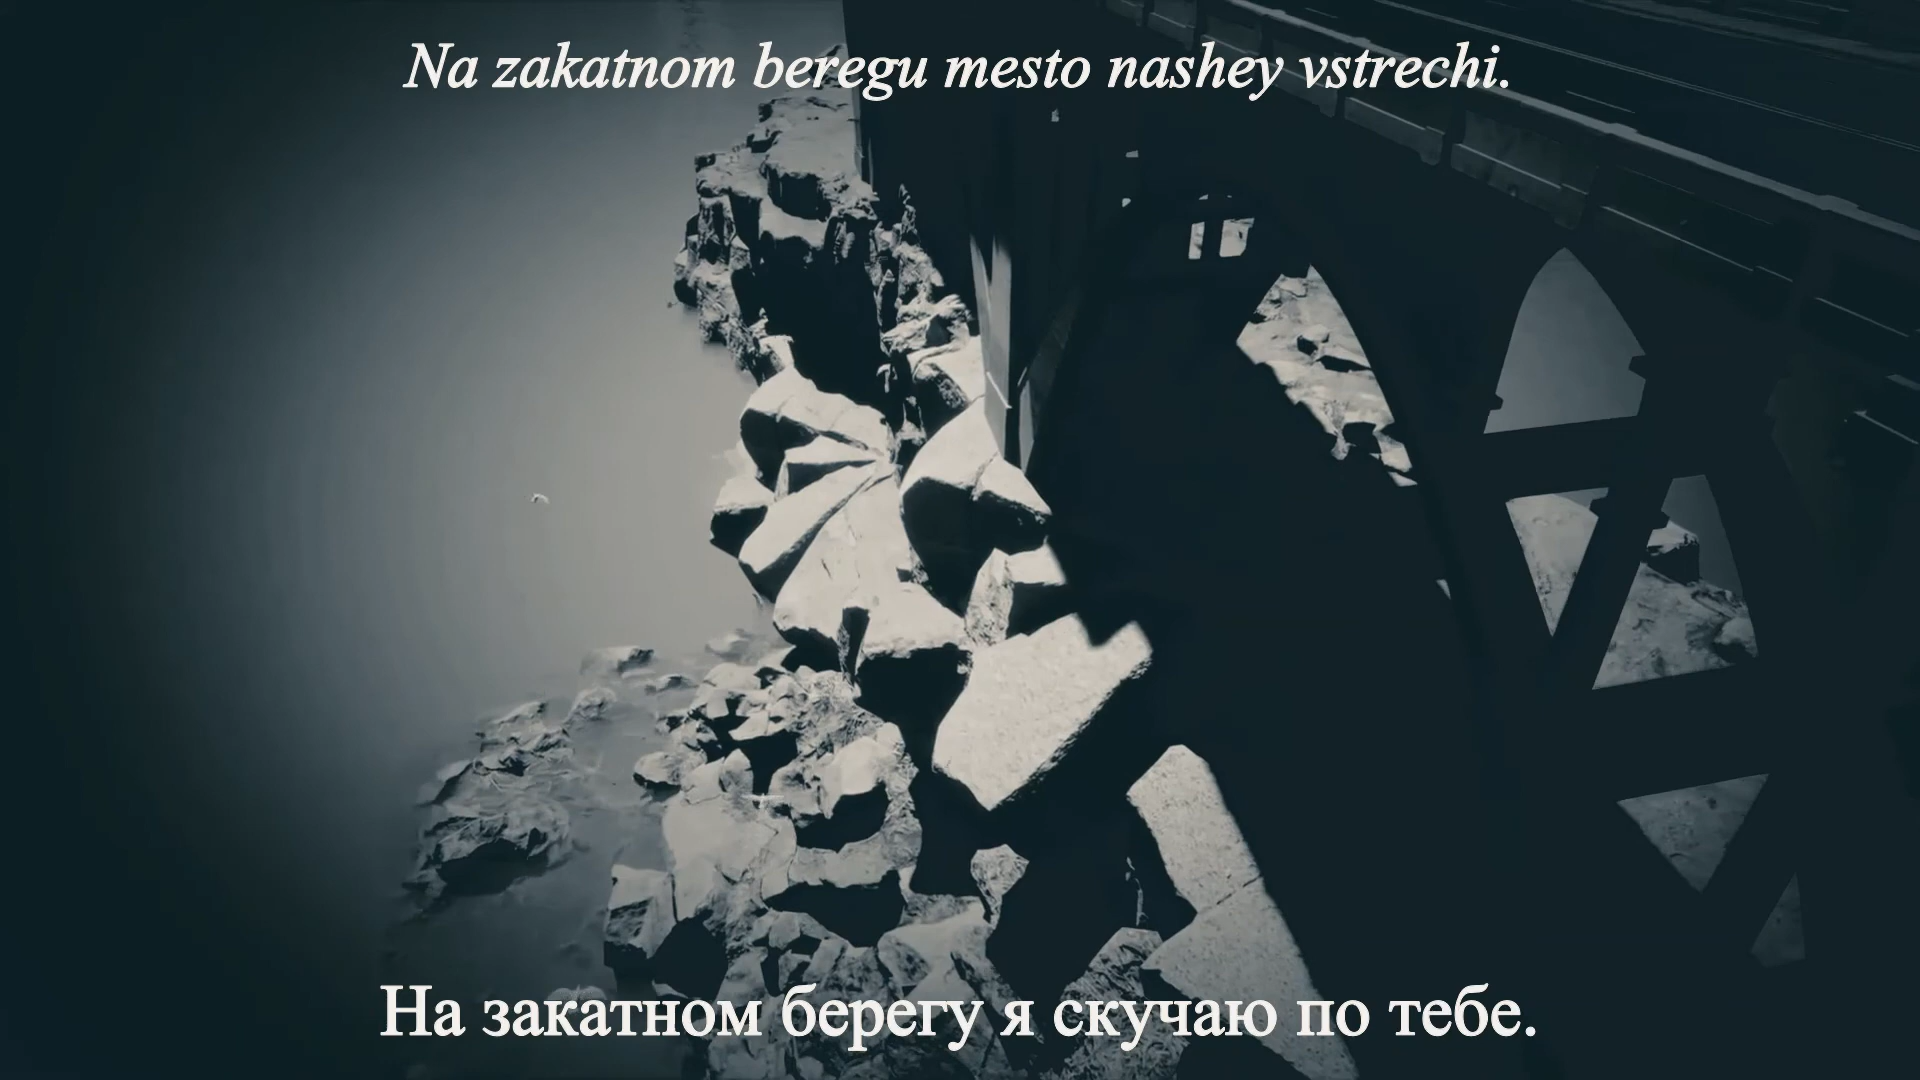 Na zakatnom beregu mesto nashey vstrechi.
На закатном берегу я скучаю по тебе.